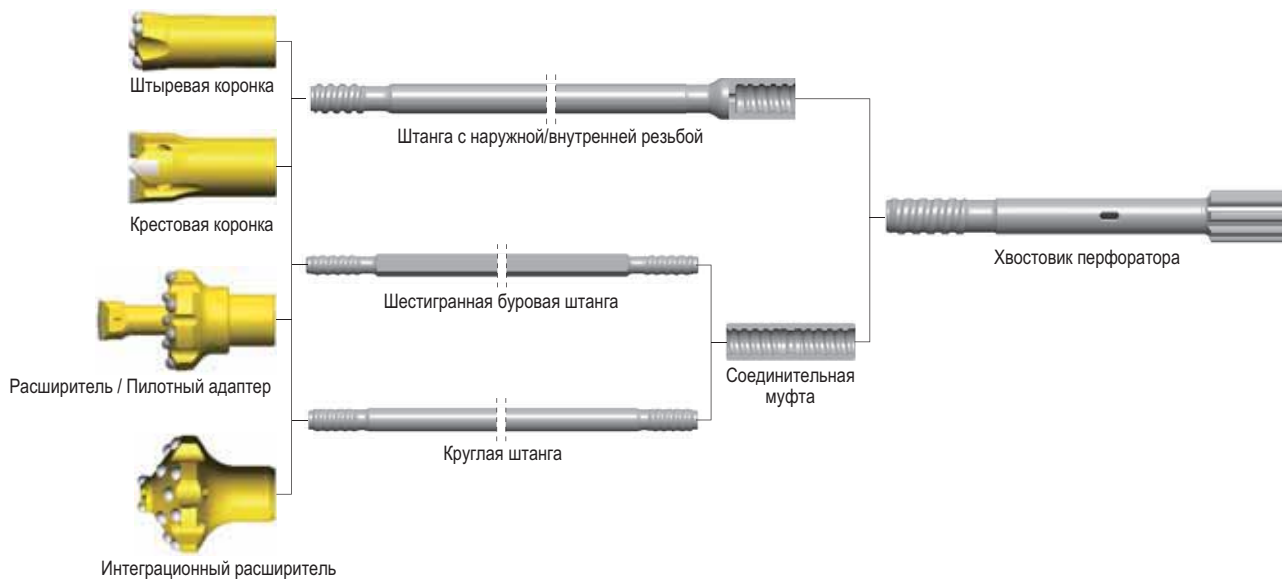 Штыревая коронка
Штанга с наружной/внутренней резьбой
Крестовая коронка
Хвостовик перфоратора
Шестигранная буровая штанга
Расширитель / Пилотный адаптер
Соединительная
муфта
Круглая штанга
Интеграционный расширитель